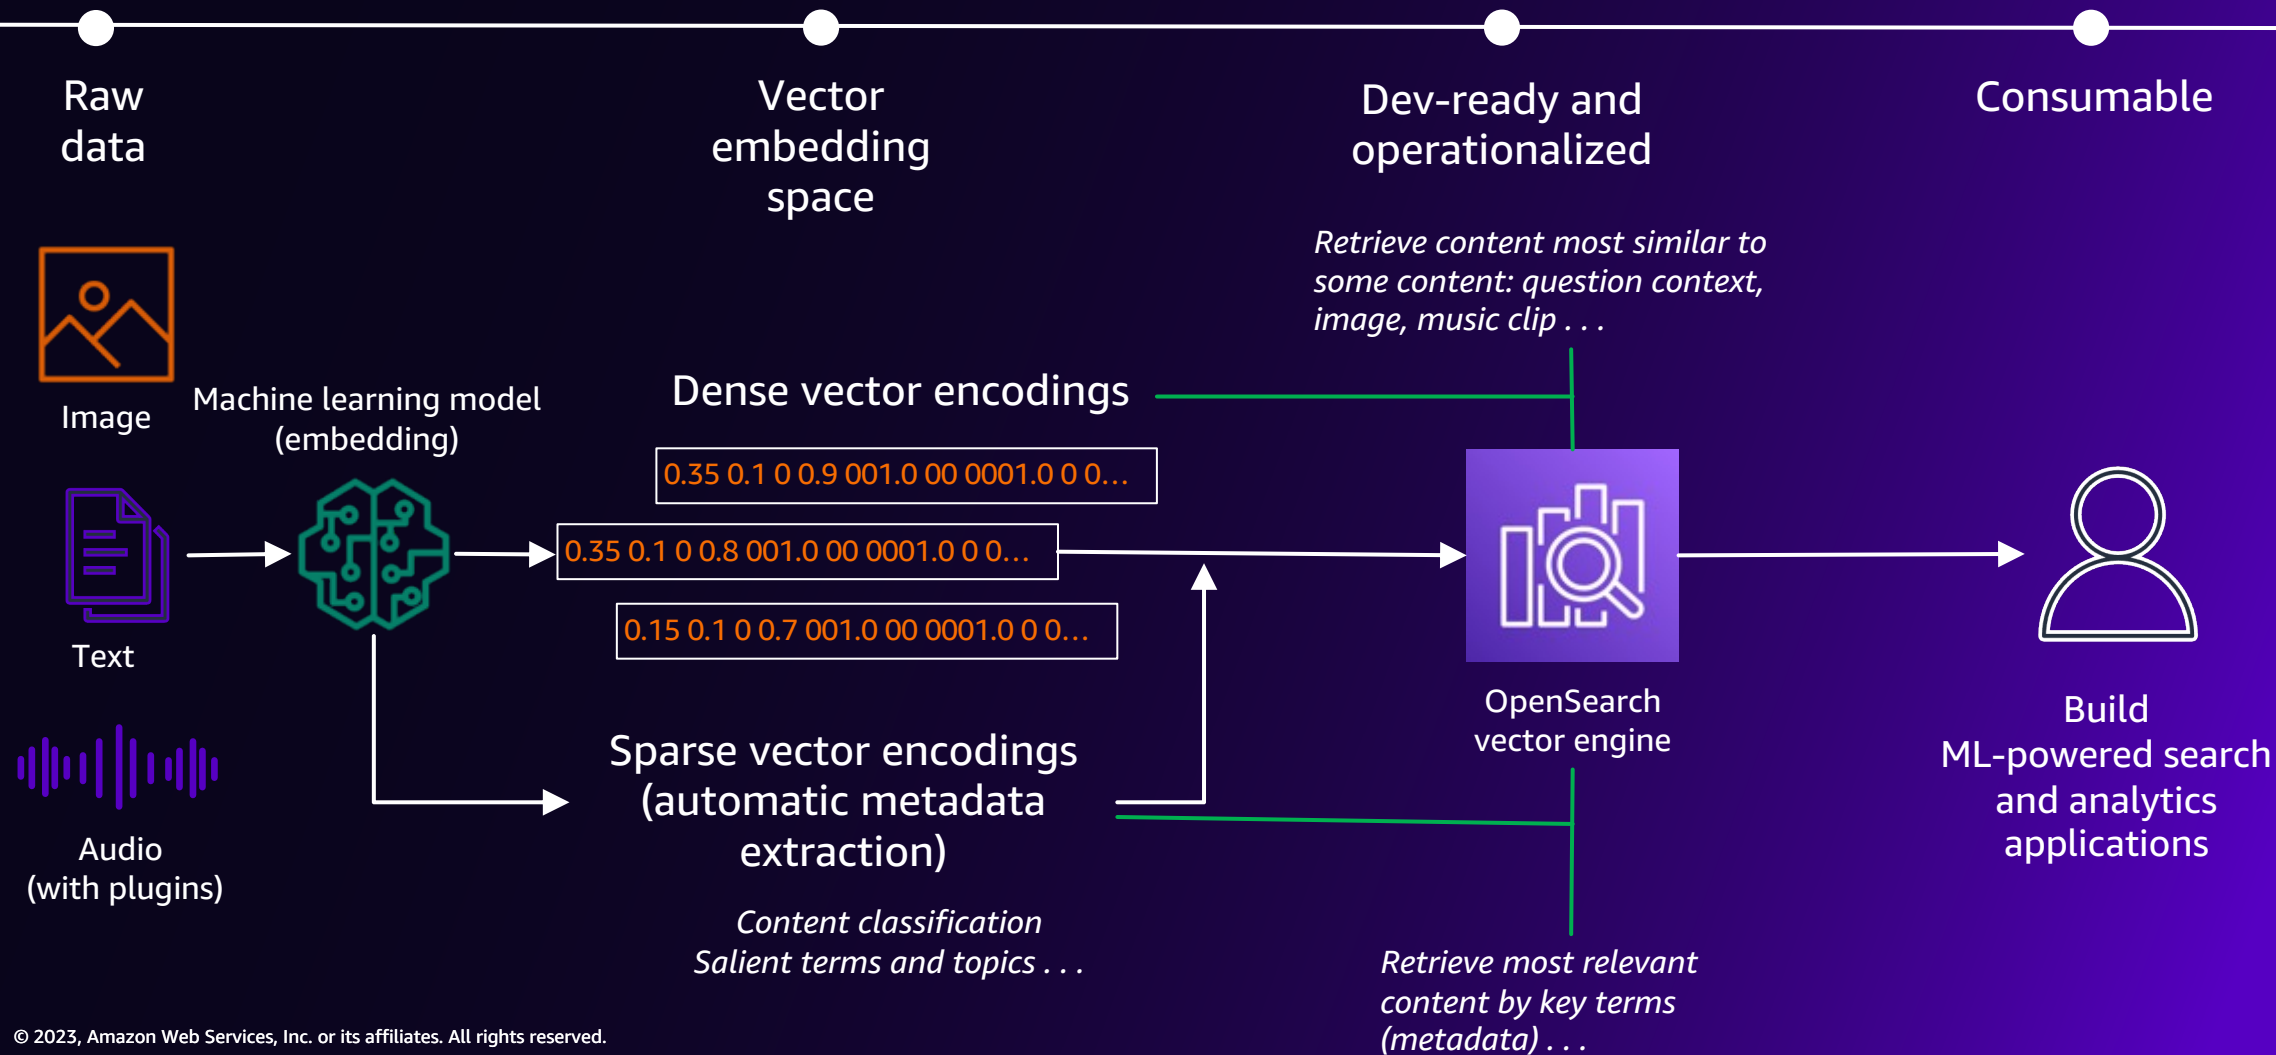 Raw
data
Vector
embedding
space
Dev-ready and
operationalized
Consumable
Retrieve content most similar to
some content: question context,
image, music clip . . .
Image
Machine learning model
(embedding)
Dense vector encodings
0.35 0.1 0 0.9 001.0 00 0001.0 0 0...
0.35 0.1 0 0.8 001.0 00 0001.0 0 0...
0.15 0.1 0 0.7 001.0 00 0001.0 0 0...
Text
OpenSearch
vector engine
Build
ML-powered search
and analytics
applications
Sparse vector encodings
(automatic metadata
extraction)
Audio
(with plugins)
Content classification
Salient terms and topics . . .
Retrieve most relevant
content by key terms
(metadata) . . .
© 2023, Amazon Web Services, Inc. or its affiliates. All rights reserved.